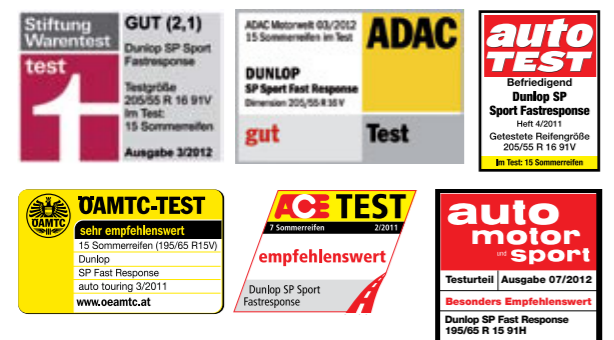 Stiftung
Warentest
test
GUT (2,1)
Dunlop SP Sport
Fastresponse
Testgröße
205/55 R 16 91V
Im Test:
15 Sommerreifen
Ausgabe 3/2012
ADAC Motorwelt 03/2012
15 Sommerreifen im Test
ADAC
DUNLOP
SP Sport Fast Response
Dimension 205/55 R 16 V
gut
Test
auto
TEST
Befriedigend
Dunlop SP
Sport Fastresponse
Heft 4/2011
Getestete Reifengröße
205/55 R 16 91V
Im Test: 15 Sommerreifen
ÖAMTC
ÖAMTC-TEST
sehr empfehlenswert
15 Sommerreifen (195/65 R15V)
Dunlop
SP Fast Response
auto touring 3/2011
www.oeamtc.at
ACE TEST
7 Sommerreifen 2/2011
empfehlenswert
Dunlop SP Sport
Fastresponse
auto
motor
und sport
Testurteil Ausgabe 07/2012
Besonders Empfehlenswert
Dunlop SP Fast Response
195/65 R 15 91H